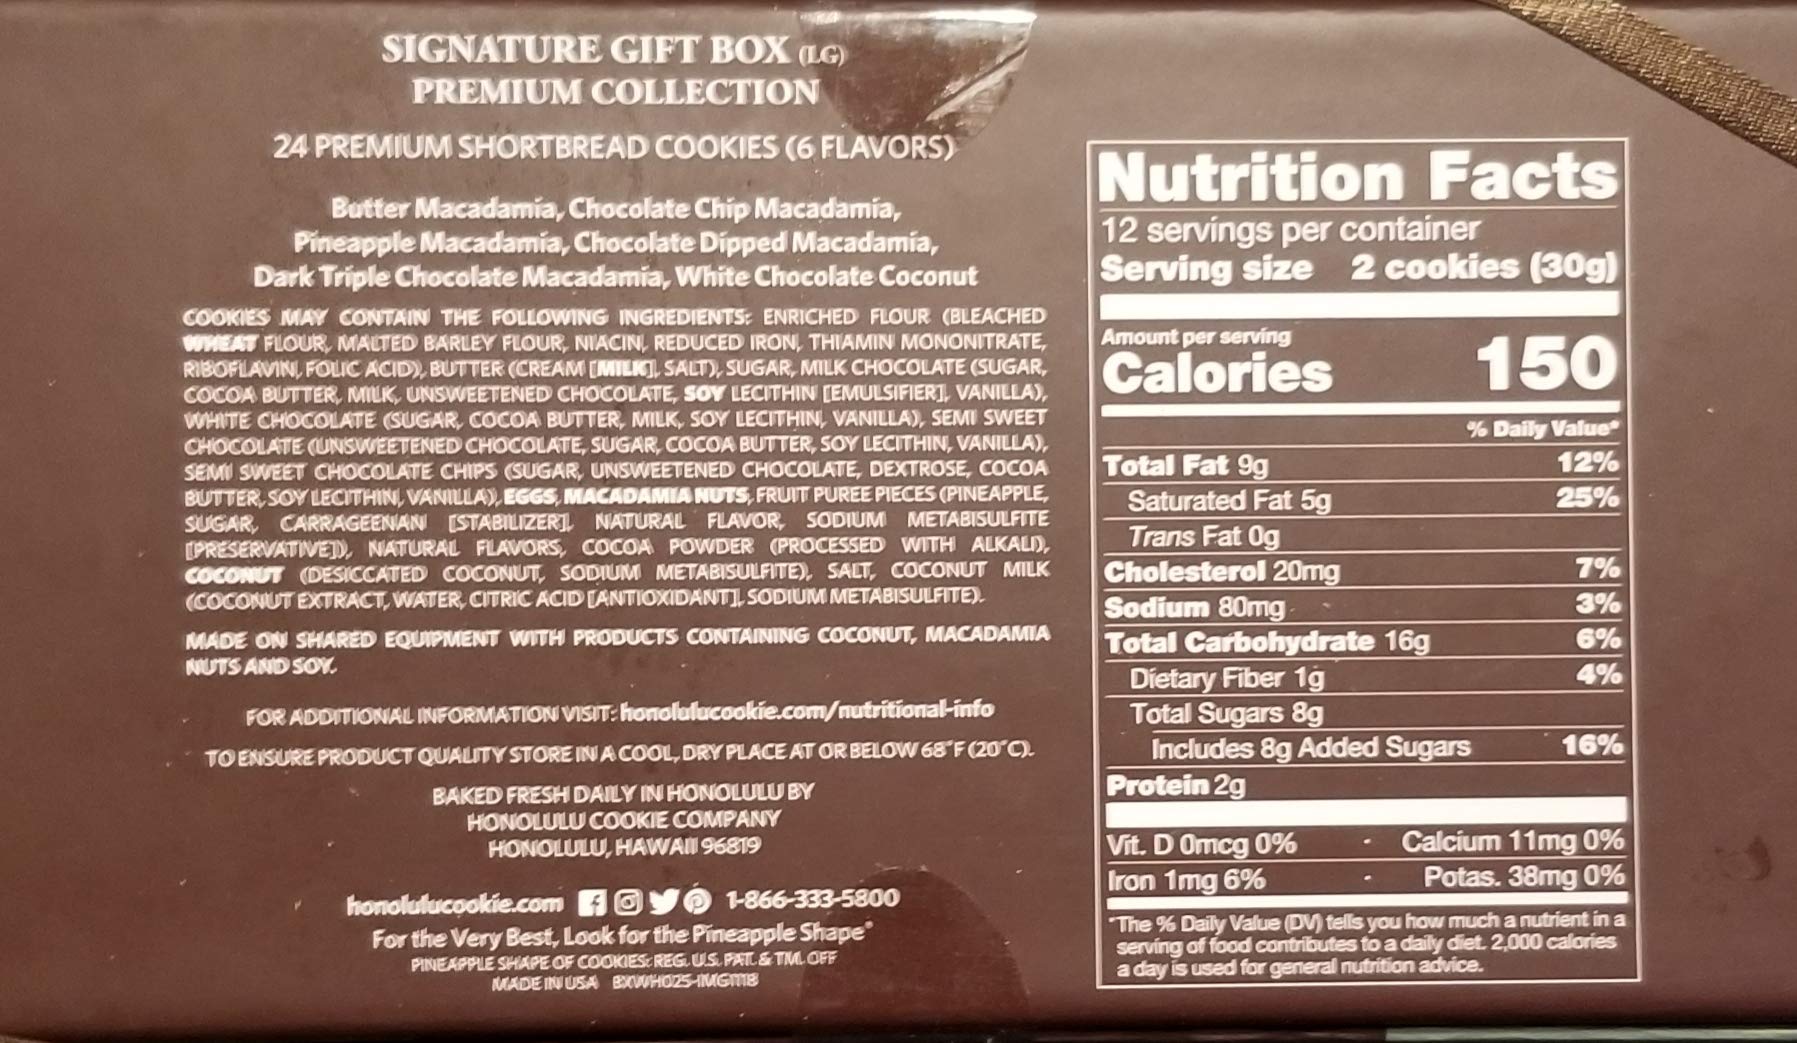 SIGNATURE GIFT BOX (LG)
PREMIUM COLLECTION
24 PREMIUM SHORTBREAD COOKIES (6 FLAVORS)
Butter Macadamia, Chocolate Chip Macadamia,
Pineapple Macadamia, Chocolate Dipped Macadamia,
Dark Triple Chocolate Macadamia, White Chocolate Coconut
COOKIES MAY CONTAIN THE FOLLOWING INGREDIENTS: ENRICHED FLOUR (BLEACHED
WHEAT FLOUR, MALTED BARLEY FLOUR, NIACIN, REDUCED IRON, THIAMIN MONONITRATE,
RIBOFLAVIN, FOLIC ACID), BUTTER (CREAM [MILK], SALT), SUGAR, MILK CHOCOLATE (SUGAR,
COCOA BUTTER, MILK, UNSWEETENED CHOCOLATE, SOY LECITHIN [EMULSIFIER], VANILLA),
WHITE CHOCOLATE (SUGAR, COCOA BUTTER, MILK, SOY LECITHIN, VANILLA), SEMI SWEET
CHOCOLATE (UNSWEETENED CHOCOLATE, SUGAR, COCOA BUTTER, SOY LECITHIN, VANILLA),
SEMI SWEET CHOCOLATE CHIPS (SUGAR, UNSWEETENED CHOCOLATE, DEXTROSE, COCOA
BUTTER, SOY LECITHIN, VANILLA), EGGS, MACADAMIA NUTS, FRUIT PUREE PIECES (PINEAPPLE,
SUGAR, CARRAGEENAN [STABILIZER], NATURAL FLAVOR, SODIUM METABISULFITE
[PRESERVATIVE]), NATURAL FLAVORS, COCOA POWDER (PROCESSED WITH ALKALI),
COCONUT (DESICCATED COCONUT, SODIUM METABISULFITE), SALT, COCONUT MILK
(COCONUT EXTRACT, WATER, CITRIC ACID [ANTIOXIDANT], SODIUM METABISULFITE).
MADE ON SHARED EQUIPMENT WITH PRODUCTS CONTAINING COCONUT, MACADAMIA
NUTS AND SOY.
FOR ADDITIONAL INFORMATION VISIT: honolulucookie.com/nutritional-info
TO ENSURE PRODUCT QUALITY STORE IN A COOL, DRY PLACE AT OR BELOW 68°F (20°C).
BAKED FRESH DAILY IN HONOLULU BY
HONOLULU COOKIE COMPANY
HONOLULU, HAWAII 96819
honolulucookie.com 1-866-333-5800
For the Very Best, Look for the Pineapple Shape®
PINEAPPLE SHAPE OF COOKIES: REG. U.S. PAT. & TM. OFF
MADE IN USA BXWH025-IMG1118
Nutrition Facts
12 servings per container
Serving size 2 cookies (30g)
Amount per serving
Calories 150
% Daily Value*
Total Fat 9g 12%
Saturated Fat 5g 25%
Trans Fat 0g
Cholesterol 20mg 7%
Sodium 80mg 3%
Total Carbohydrate 16g 6%
Dietary Fiber 1g 4%
Total Sugars 8g
Includes 8g Added Sugars 16%
Protein 2g
Vit. D 0mcg 0% • Calcium 11mg 0%
Iron 1mg 6% • Potas. 38mg 0%
*The % Daily Value (DV) tells you how much a nutrient in a
serving of food contributes to a daily diet. 2,000 calories
a day is used for general nutrition advice.